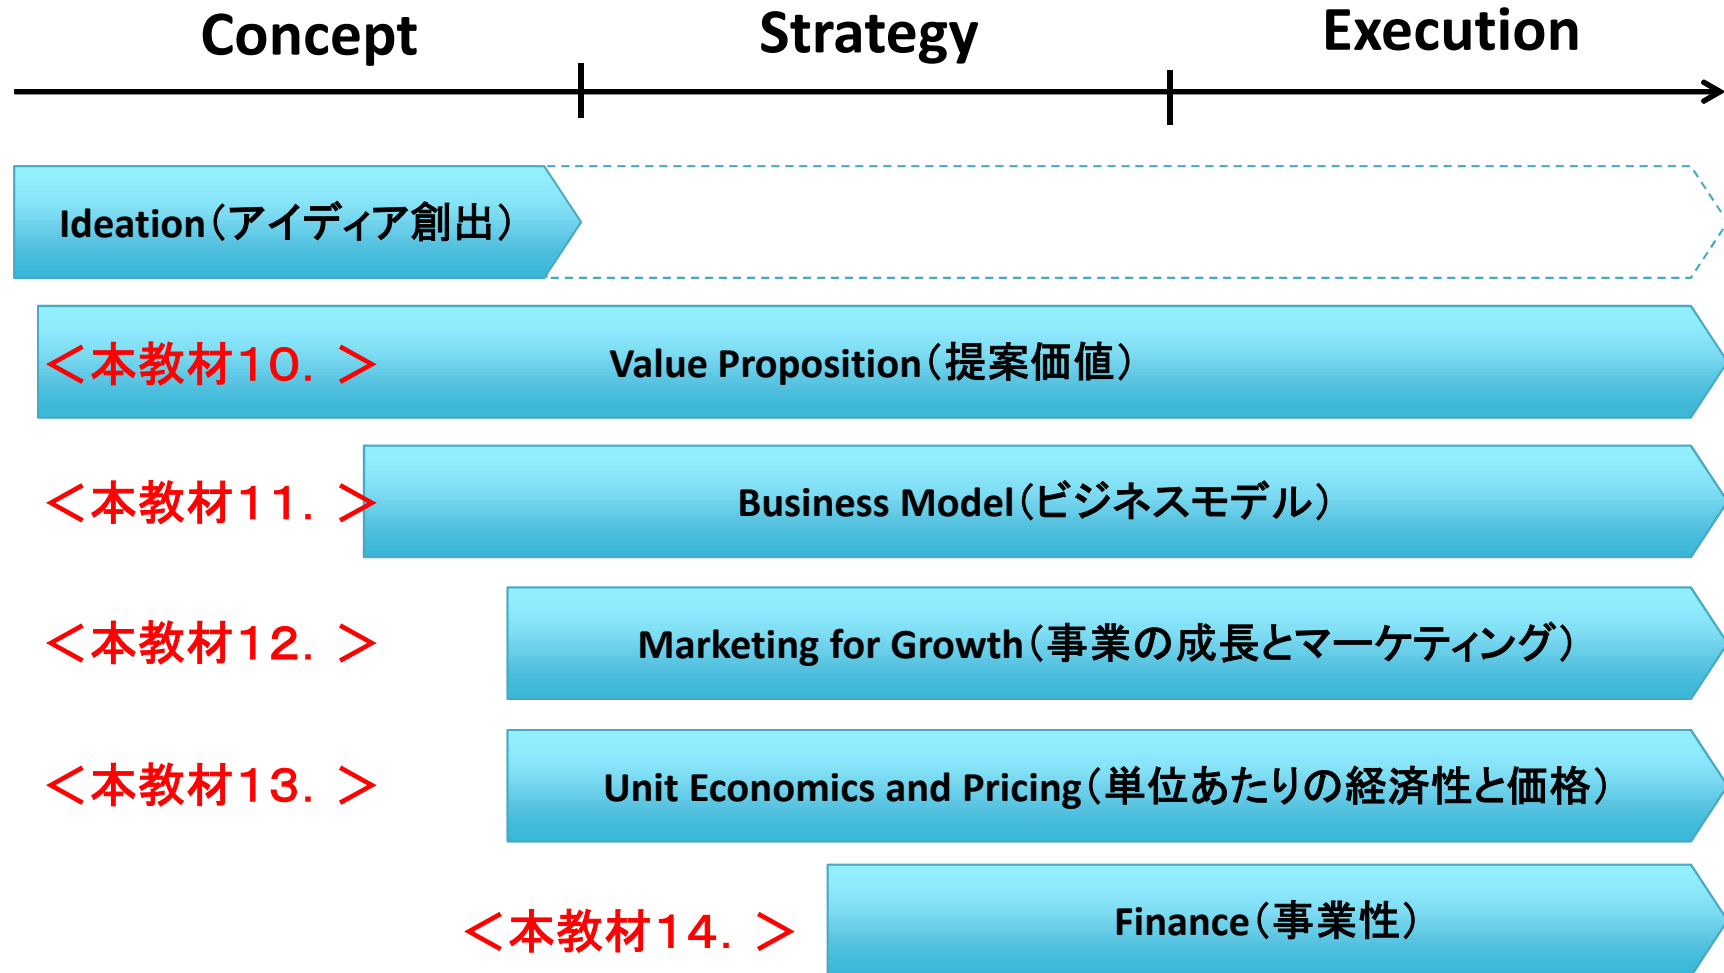 Concept Strategy Execution
Ideation（アイディア創出）
＜本教材１０．＞ Value Proposition（提案価値）
＜本教材１１．＞ Business Model（ビジネスモデル）
＜本教材１２．＞ Marketing for Growth（事業の成長とマーケティング）
＜本教材１３．＞ Unit Economics and Pricing（単位あたりの経済性と価格）
＜本教材１４．＞ Finance（事業性）